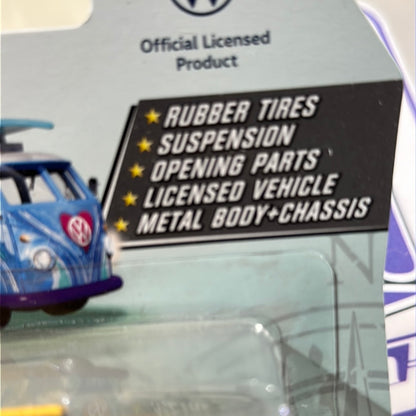 Official Licensed
Product
RUBBER TIRES
SUSPENSION
OPENING PARTS
LICENSED VEHICLE
METAL BODY+CHASSIS